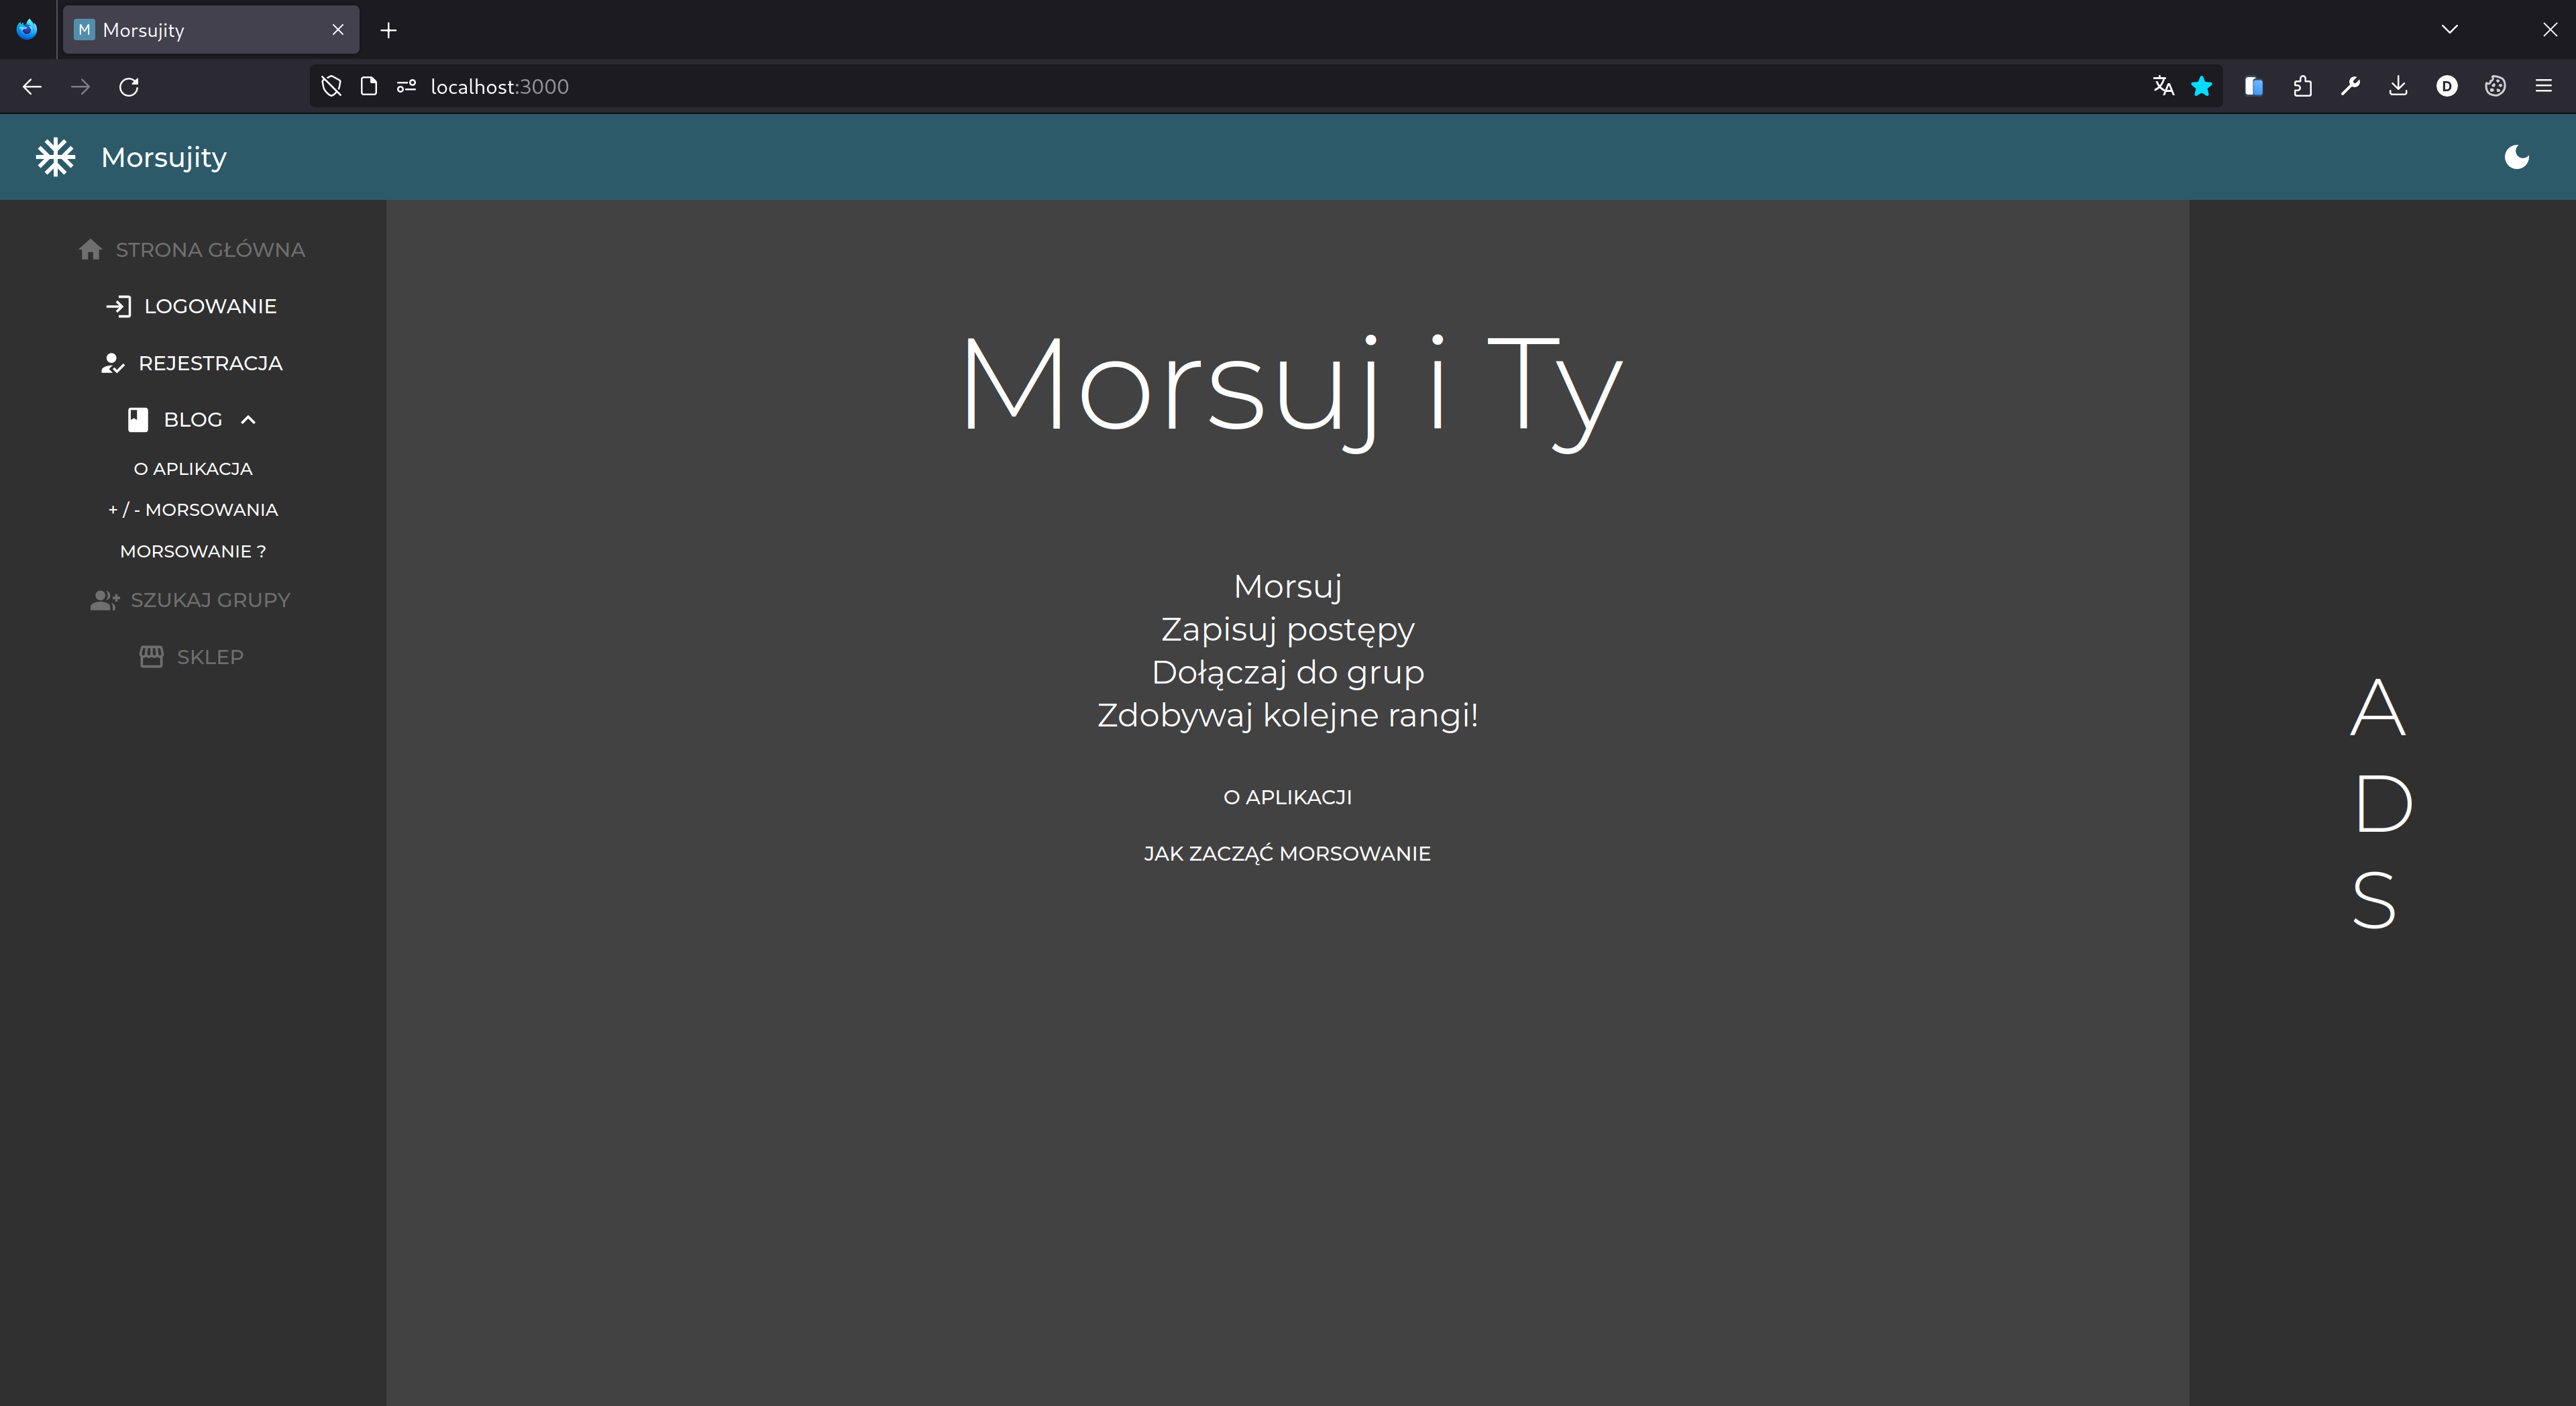 M Morsujity
localhost:3000
D
Morsujity
STRONA GŁÓWNA
LOGOWANIE
REJESTRACJA
BLOG
O APLIKACJA
+ / - MORSOWANIA
MORSOWANIE ?
SZUKAJ GRUPY
SKLEP
Morsuj i Ty
Morsuj
Zapisuj postępy
Dołączaj do grup
Zdobywaj kolejne rangi!
O APLIKACJI
JAK ZACZĄĆ MORSOWANIE
A
D
S